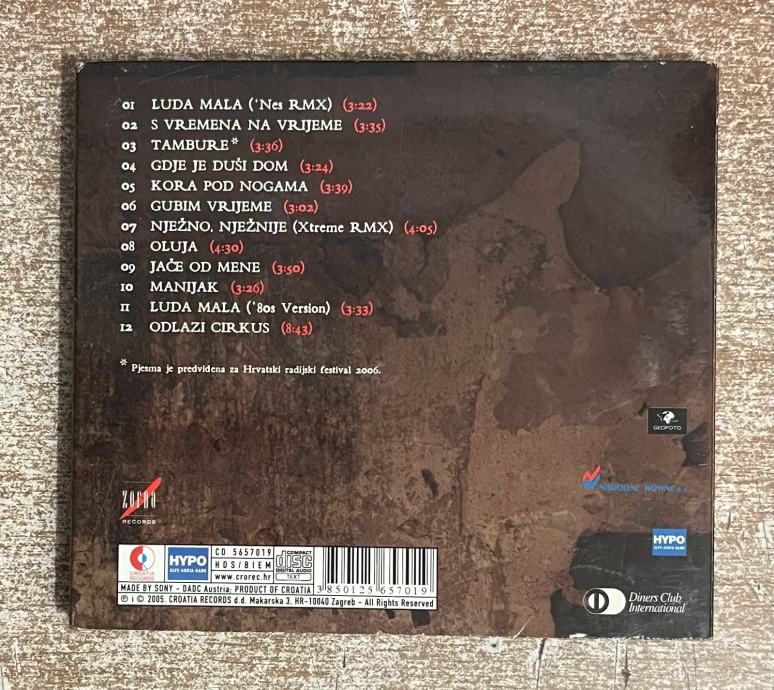 01 LUDA MALA ('Nes RMX) (3:22)
02 S VREMENA NA VRIJEME (3:35)
03 TAMBURE* (3:36)
04 GDJE JE DUŠI DOM (3:24)
05 KORA POD NOGAMA (3:39)
06 GUBIM VRIJEME (3:02)
07 NJEŽNO, NJEŽNIJE (Xtreme RMX) (4:05)
08 OLUJA (4:30)
09 JAČE OD MENE (3:50)
10 MANIJAK (3:26)
11 LUDA MALA ('80s Version) (3:33)
12 ODLAZI CIRKUS (8:43)
* Pjesma je predviđena za Hrvatski radijski festival 2006.
GEOFOTO
NARODNE NOVINE d.d.
RECORDS
HYPO
ALPE-ADRIA-BANK
CROATIA
RECORDS
HYPO
ALPE-ADRIA-BANK
CD 5657019
HDS/BIEM
www.crorec.hr
COMPACT
disc
DIGITAL AUDIO
TEXT
3 850125 657019
MADE BY SONY - DADC Austria; PRODUCT OF CROATIA
℗ i © 2005. CROATIA RECORDS d.d. Makarska 3, HR-10040 Zagreb - All Rights Reserved
Diners Club
International